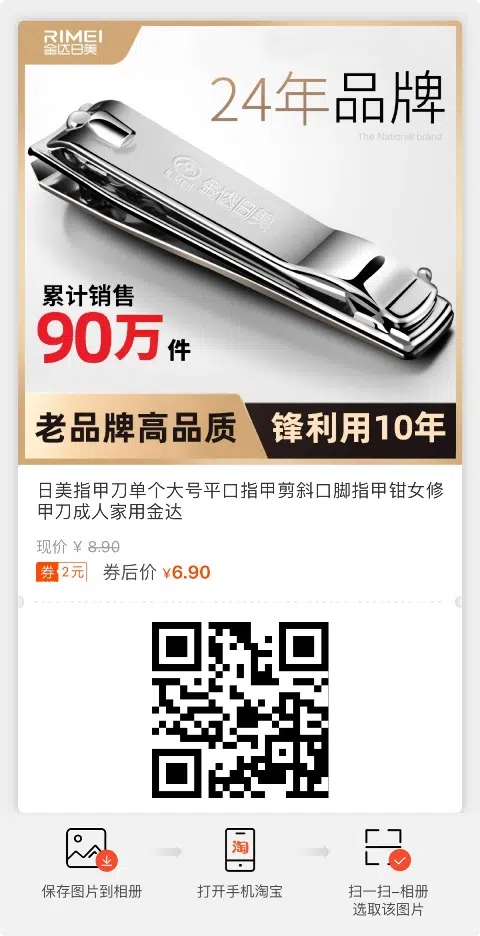 RIMEI
金达日美
24年品牌
The National brand
RIMEI 金达日美
累计销售
90万件
老品牌高品质
锋利用10年
日美指甲刀单个大号平口指甲剪斜口脚指甲钳女修
甲刀成人家用金达
现价 ¥ 8.90
券 2元 券后价 ¥6.90
淘
保存图片到相册
打开手机淘宝
扫一扫-相册
选取该图片